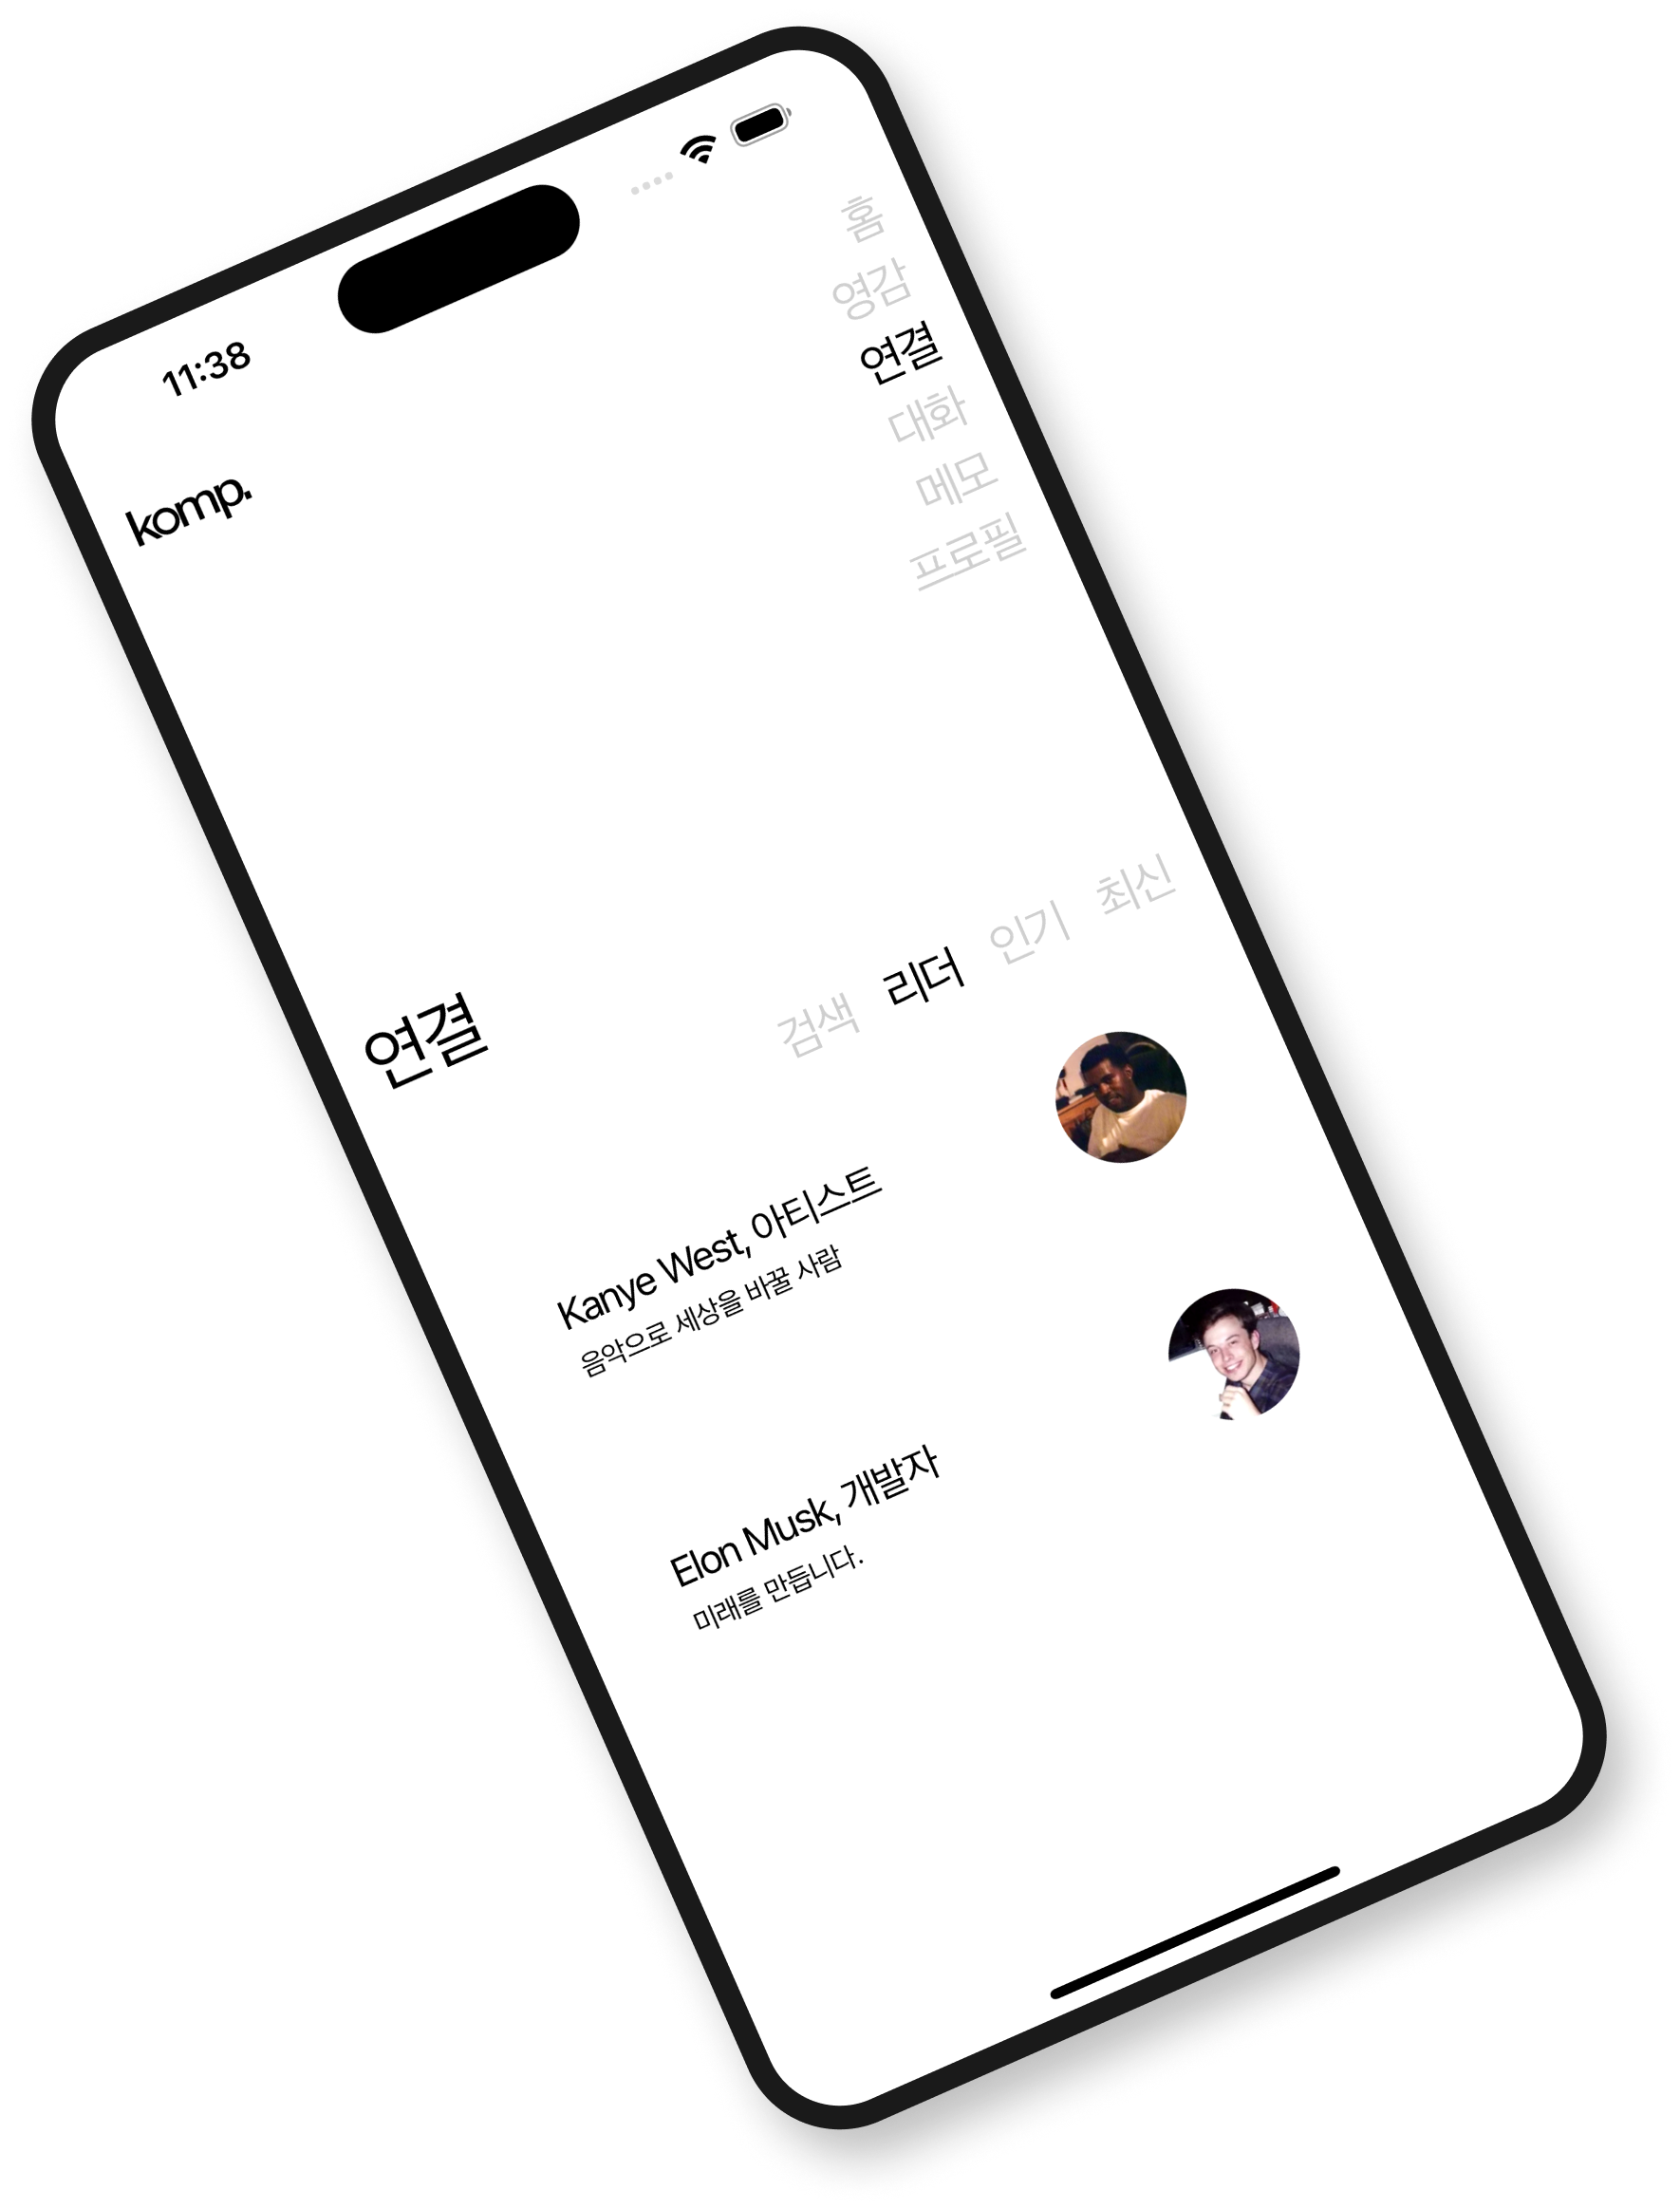 11:38
komp.
홈
영감
연결
대화
메모
프로필
연결
검색 리더 인기 최신
Kanye West, 아티스트
음악으로 세상을 바꿀 사람
Elon Musk, 개발자
미래를 만듭니다.